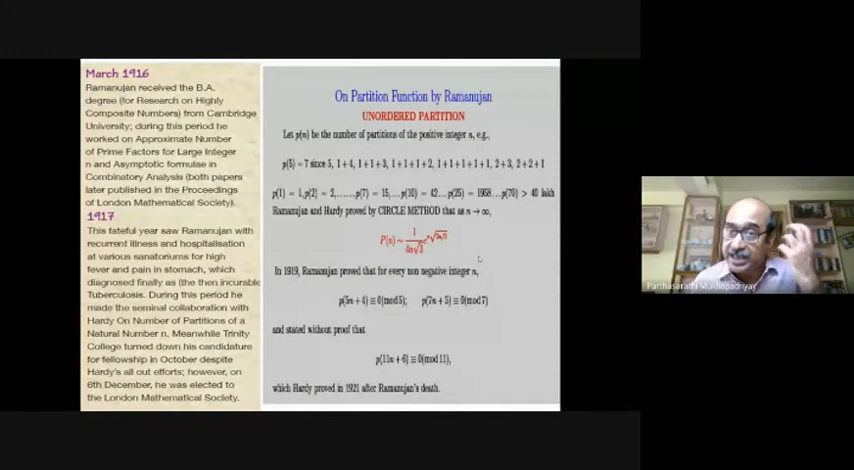 March 1916
Ramanujan received the B.A.
degree (for Research on Highly
Composite Numbers) from Cambridge
University; during this period he
worked on Approximate Number
of Prime Factors for Large Integer
n and Asymptotic formulae in
Combinatory Analysis (both papers
later published in the Proceedings
of London Mathematical Society).
1917
This fateful year saw Ramanujan with
recurrent illness and hospitalisation
at various sanatoriums for high
fever and pain in stomach, which
diagnosed finally as (the then incurable
Tuberculosis. During this period he
made the seminal collaboration with
Hardy On Number of Partitions of a
Natural Number n. Meanwhile Trinity
College turned down his candidature
for fellowship in October despite
Hardy's all out efforts; however, on
6th December, he was elected to
the London Mathematical Society.
On Partition Function by Ramanujan
UNORDERED PARTITION
Let p(n) be the number of partitions of the positive integer n, e.g.,
p(5) = 7 since 5, 1+4, 1+1+3, 1+1+1+2, 1+1+1+1+1, 2+3, 2+2+1
p(1) = 1, p(2) = 2, ......p(7) = 15, ...p(10) = 42... p(25) = 1958... p(70) > 40 lakh
Ramanujan and Hardy proved by CIRCLE METHOD that as n → ∞,
P(n) ~ 1/(4n√3) e^(π√(2n/3))
In 1919, Ramanujan proved that for every non negative integer n,
p(5n + 4) ≡ 0(mod 5); p(7n + 5) ≡ 0(mod 7)
and stated without proof that
p(11n + 6) ≡ 0(mod 11),
which Hardy proved in 1921 after Ramanujan's death.
Parthasarathi Mukhopadhyay